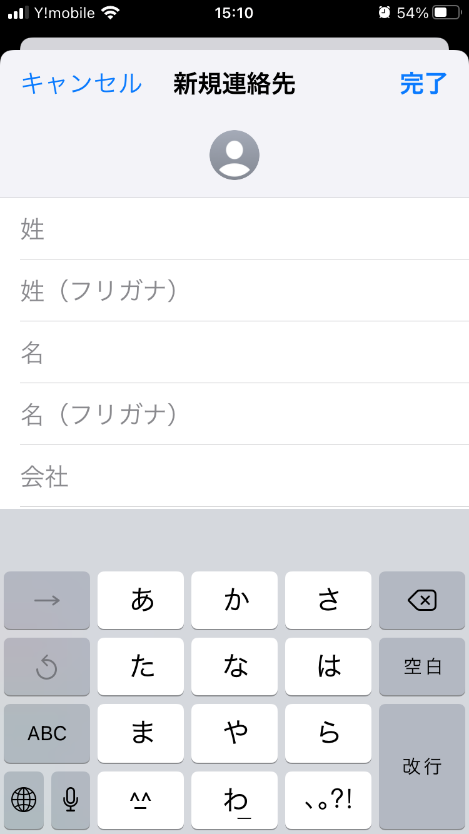 Y!mobile 15:10 54%
キャンセル 新規連絡先 完了
姓
姓（フリガナ）
名
名（フリガナ）
会社
→ あ か さ
た な は 空白
ABC ま や ら 改行
^_^ わ_ 、。?!